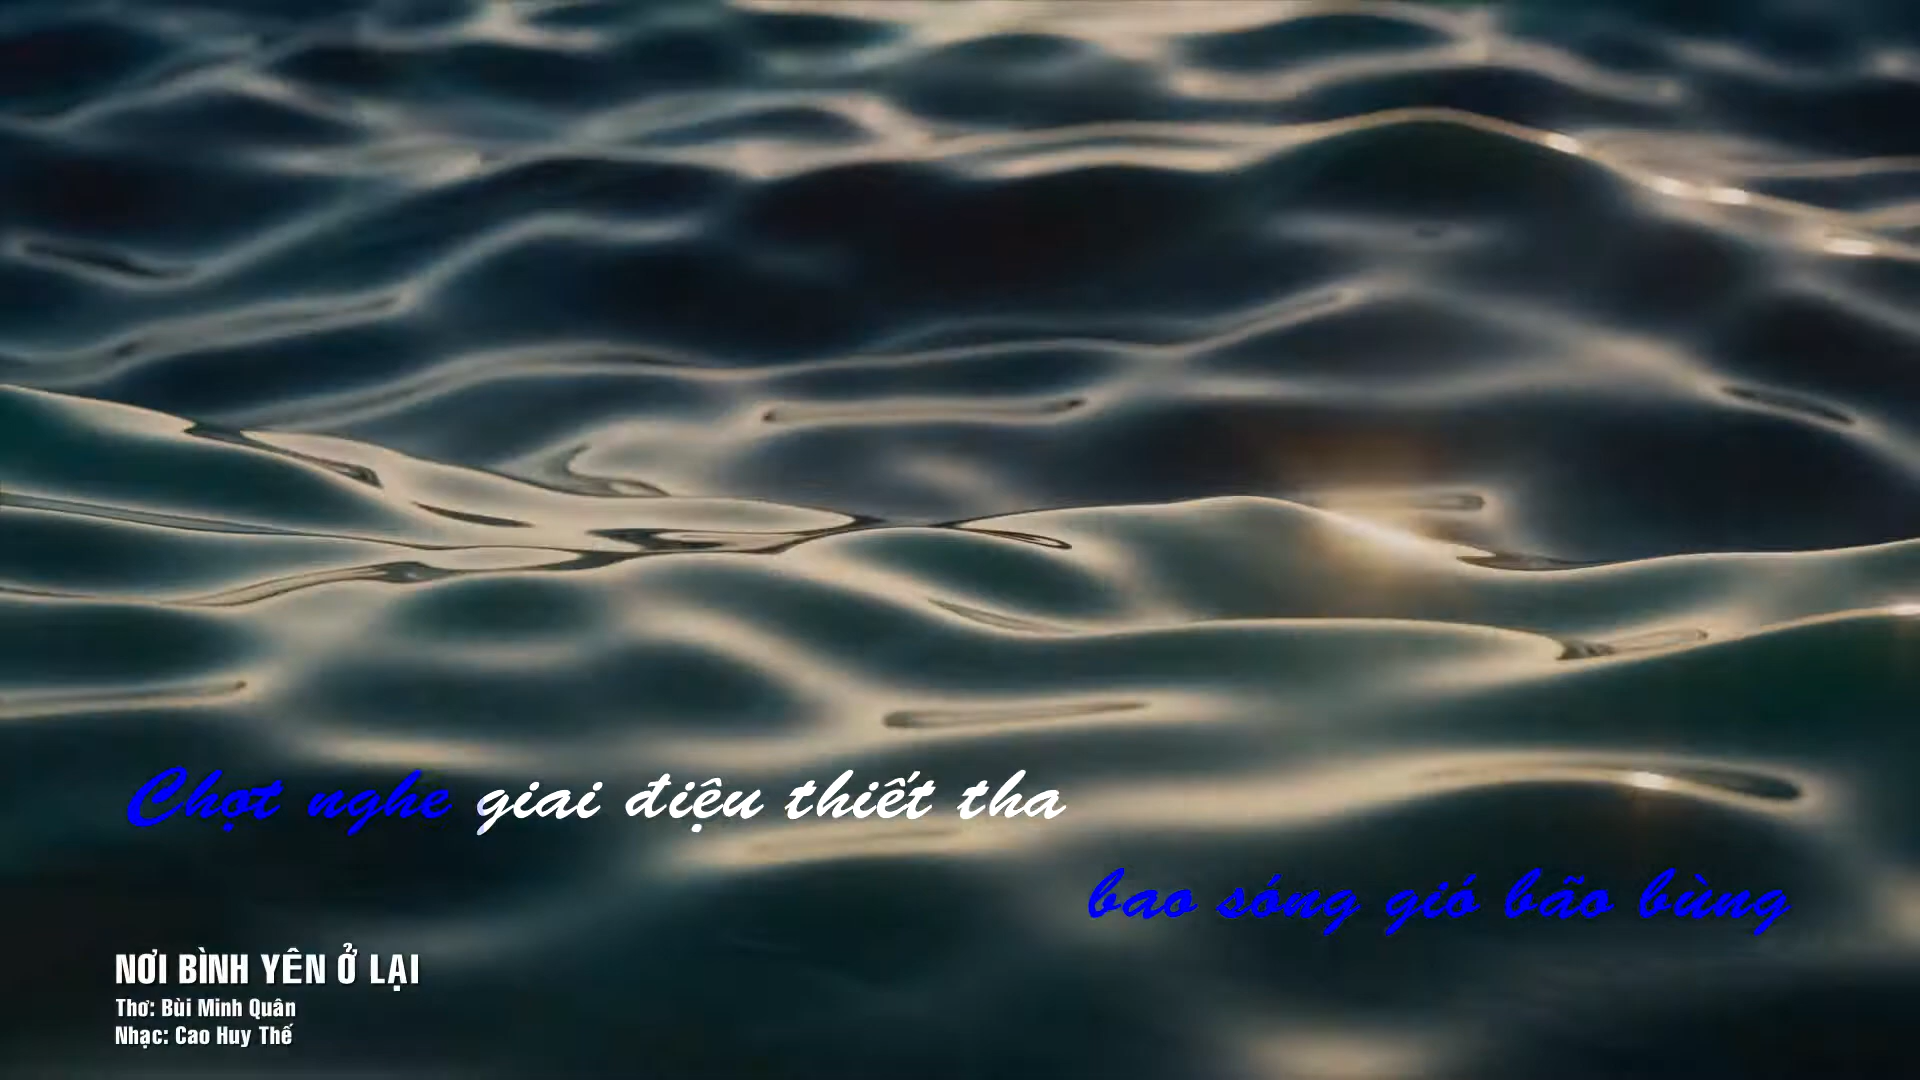 Chợt nghe giai điệu thiết tha
bao sóng gió bão bùng
NƠI BÌNH YÊN Ở LẠI
Thơ: Bùi Minh Quân
Nhạc: Cao Huy Thế